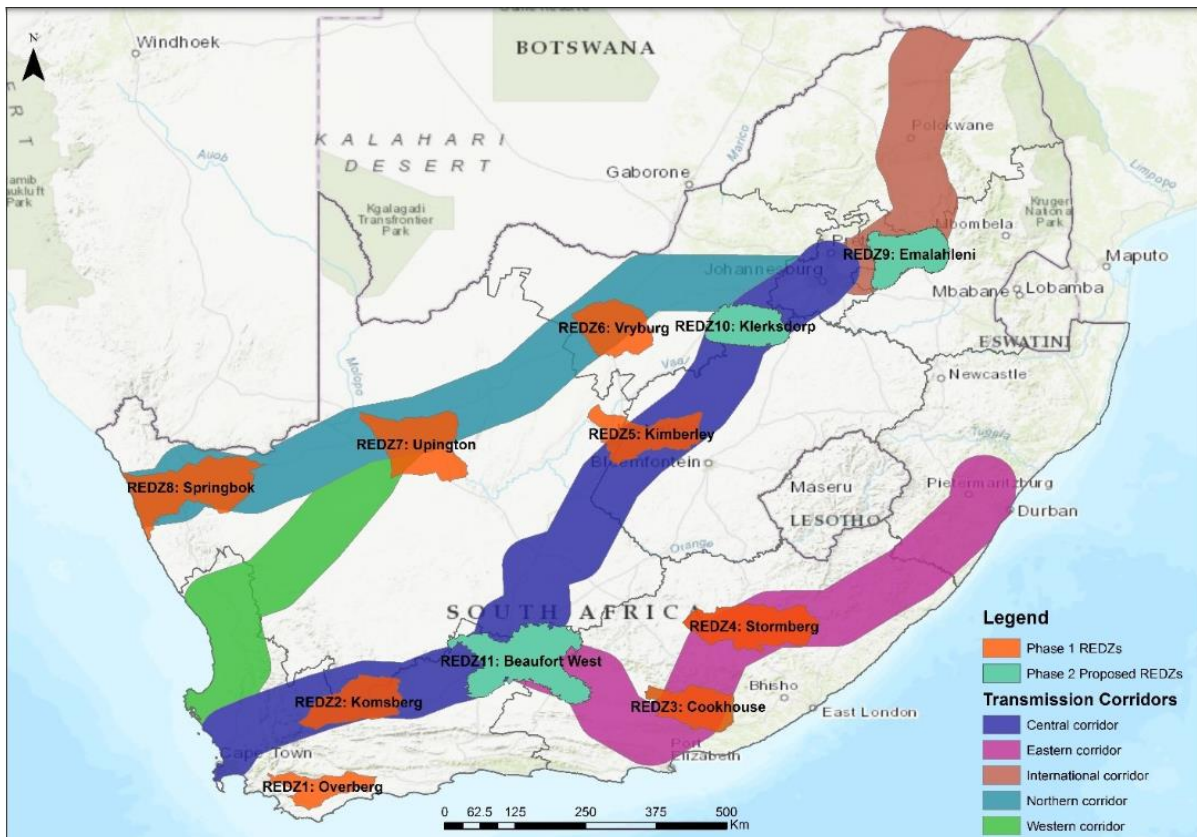 N
Windhoek
BOTSWANA
Auob
KALAHARI
DESERT
Gaborone
Marico
Polokwane
Limpopo
Kgalagadi
Transfrontier
Park
Kruger
National
Park
Mbombela
Maputo
REDZ9: Emalahleni
Johannesburg
Mbabane
Lobamba
ESWATINI
REDZ6: Vryburg
REDZ10: Klerksdorp
Vaal
Newcastle
Molopo
REDZ7: Upington
REDZ5: Kimberley
Bloemfontein
Tugela
REDZ8: Springbok
Maseru
Pietermaritzburg
LESOTHO
Durban
Orange
SOUTH AFRICA
REDZ4: Stormberg
REDZ11: Beaufort West
REDZ2: Komsberg
REDZ3: Cookhouse
Bhisho
East London
Port
Elizabeth
Cape Town
REDZ1: Overberg
Legend
Phase 1 REDZs
Phase 2 Proposed REDZs
Transmission Corridors
Central corridor
Eastern corridor
International corridor
Northern corridor
Western corridor
0 62.5 125 250 375 500
Km